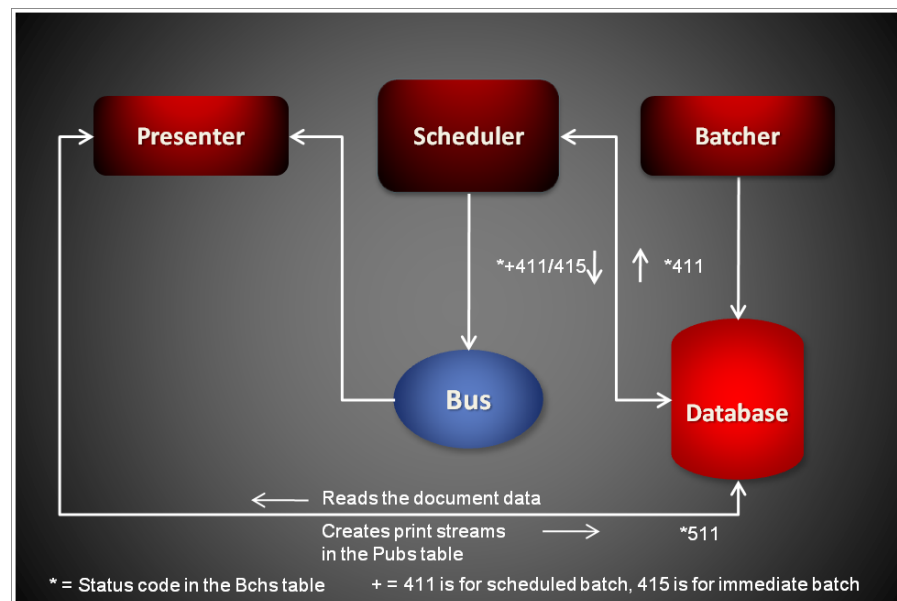 Presenter
Scheduler
Batcher
*+411/415
*411
Bus
Database
Reads the document data
Creates print streams
in the Pubs table
*511
* = Status code in the Bchs table
+ = 411 is for scheduled batch, 415 is for immediate batch